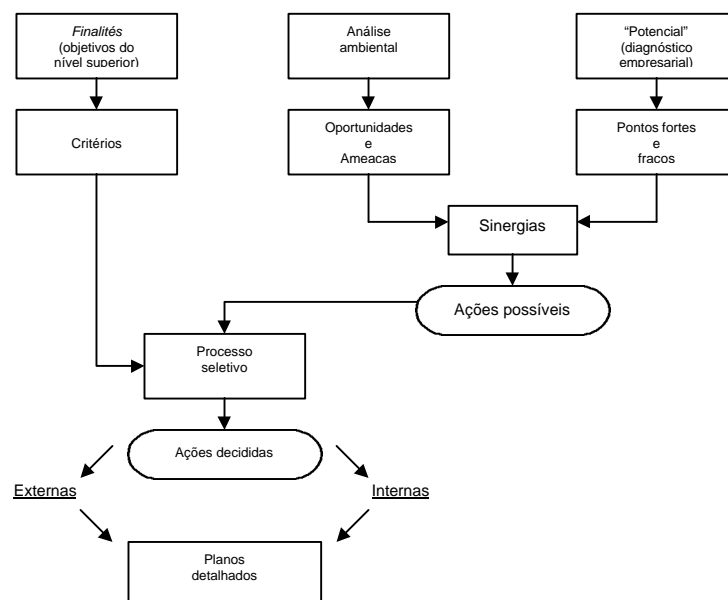 Finalités
(objetivos do
nível superior)
Análise
ambiental
“Potencial”
(diagnóstico
empresarial)
Critérios
Oportunidades
e
Ameacas
Pontos fortes
e
fracos
Sinergias
Ações possíveis
Processo
seletivo
Ações decididas
Externas
Internas
Planos
detalhados